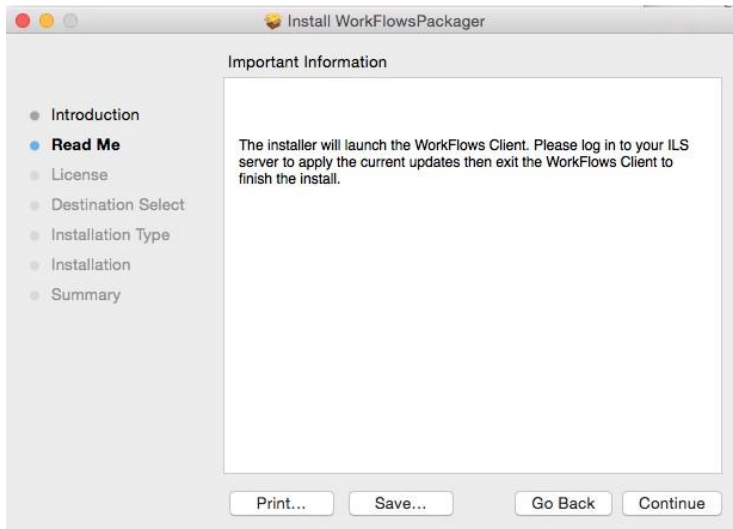 Install WorkFlowsPackager
Important Information
Introduction
Read Me
License
Destination Select
Installation Type
Installation
Summary
The installer will launch the WorkFlows Client. Please log in to your ILS
server to apply the current updates then exit the WorkFlows Client to
finish the install.
Print... Save... Go Back Continue